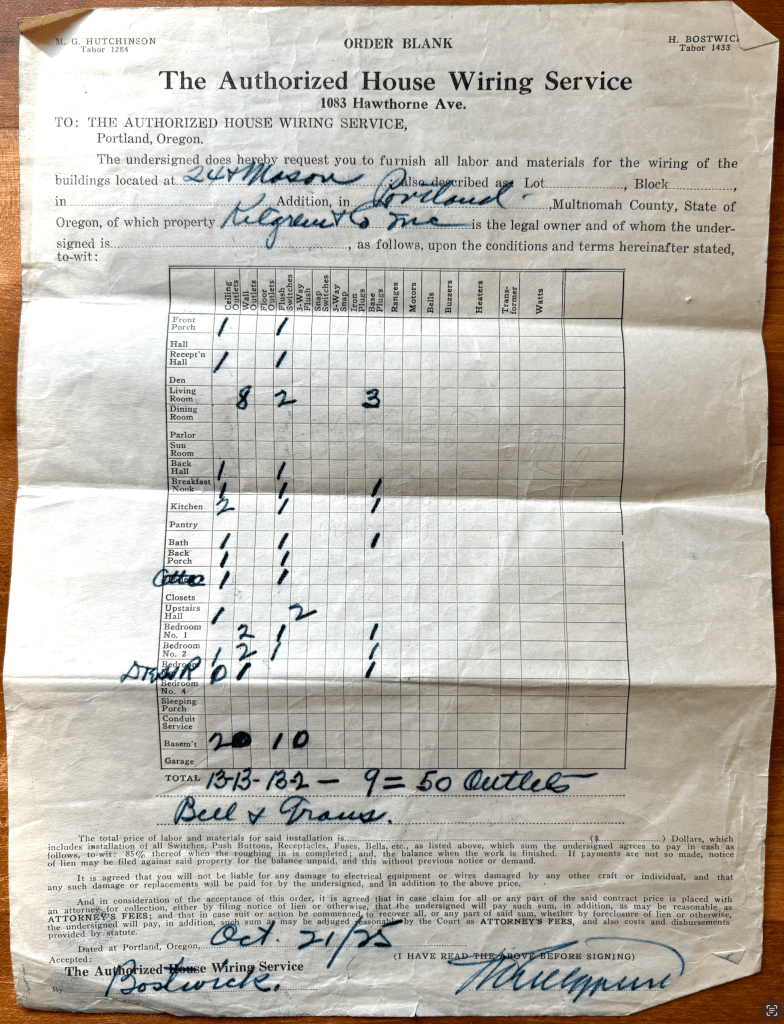 M. G. HUTCHINSON
Tabor 1284
ORDER BLANK
H. BOSTWIC
Tabor 1433
The Authorized House Wiring Service
1083 Hawthorne Ave.
TO: THE AUTHORIZED HOUSE WIRING SERVICE,
Portland, Oregon.
The undersigned does hereby request you to furnish all labor and materials for the wiring of the
buildings located at 24 & Mason, also described as Lot, Block,
in Addition, in Portland, Multnomah County, State of
Oregon, of which property & Co Inc is the legal owner and of whom the under-
signed is, as follows, upon the conditions and terms hereinafter stated,
to-wit:
Ceiling Outlets Wall Outlets Floor Outlets Flush Switches 3-Way Flush Snap Switches 3-Way Snap Iron Plugs Base Plugs Ranges Motors Bells Buzzers Heaters Trans-former Watts
Front Porch 1 1
Hall
Recept'n Hall 1 1
Den
Living Room 8 2 3
Dining Room
Parlor
Sun Room
Back Hall 1 1
Breakfast Nook 1 1 1
Kitchen 2 1 1
Pantry
Bath 1 1 1
Back Porch 1 1
1 1
Closets
Upstairs Hall 1 2
Bedroom No. 1 2 1 1
Bedroom No. 2 1 2 1 1
Bedroom 0 1 1
Bedroom No. 4
Sleeping Porch
Conduit Service
Basem't 2 1 0
Garage
TOTAL 13-13-13-2 — 9 = 50 Outlets
Bell & Trans.
The total price of labor and materials for said installation is ($ ) Dollars, which
includes installation of all Switches, Push Buttons, Receptacles, Fuses, Bells, etc., as listed above, which sum the undersigned agrees to pay in cash as
follows, to-wit: 85% thereof when the roughing in is completed; and, the balance when the work is finished. If payments are not so made, notice
of lien may be filed against said property for the balance unpaid, and this without previous notice or demand.
It is agreed that you will not be liable for any damage to electrical equipment or wires damaged by any other craft or individual, and that
any such damage or replacements will be paid for by the undersigned, and in addition to the above price.
And in consideration of the acceptance of this order, it is agreed that in case claim for all or any part of the said contract price is placed with
an attorney for collection, either by filing notice of lien or otherwise, that the undersigned will pay such sum, in addition, as may be reasonable as
ATTORNEY'S FEES; and that in case suit or action be commenced to recover all, or any part of said sum, whether by foreclosure of lien or otherwise,
the undersigned will pay, in addition, such sum as may be adjudged reasonable by the Court as ATTORNEY'S FEES, and also costs and disbursements
provided by statute.
Dated at Portland, Oregon, Oct. 21/25
Accepted:
(I HAVE READ THE ABOVE BEFORE SIGNING)
The Authorized House Wiring Service
By Bostwick.